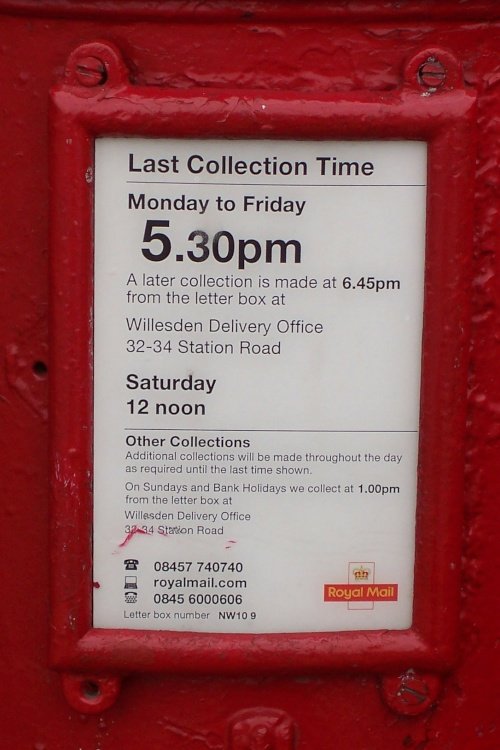 Last Collection Time
Monday to Friday
5.30pm
A later collection is made at 6.45pm
from the letter box at
Willesden Delivery Office
32-34 Station Road
Saturday
12 noon
Other Collections
Additional collections will be made throughout the day
as required until the last time shown.
On Sundays and Bank Holidays we collect at 1.00pm
from the letter box at
Willesden Delivery Office
32-34 Station Road
08457 740740
royalmail.com
0845 6000606
Royal Mail
Letter box number NW10 9